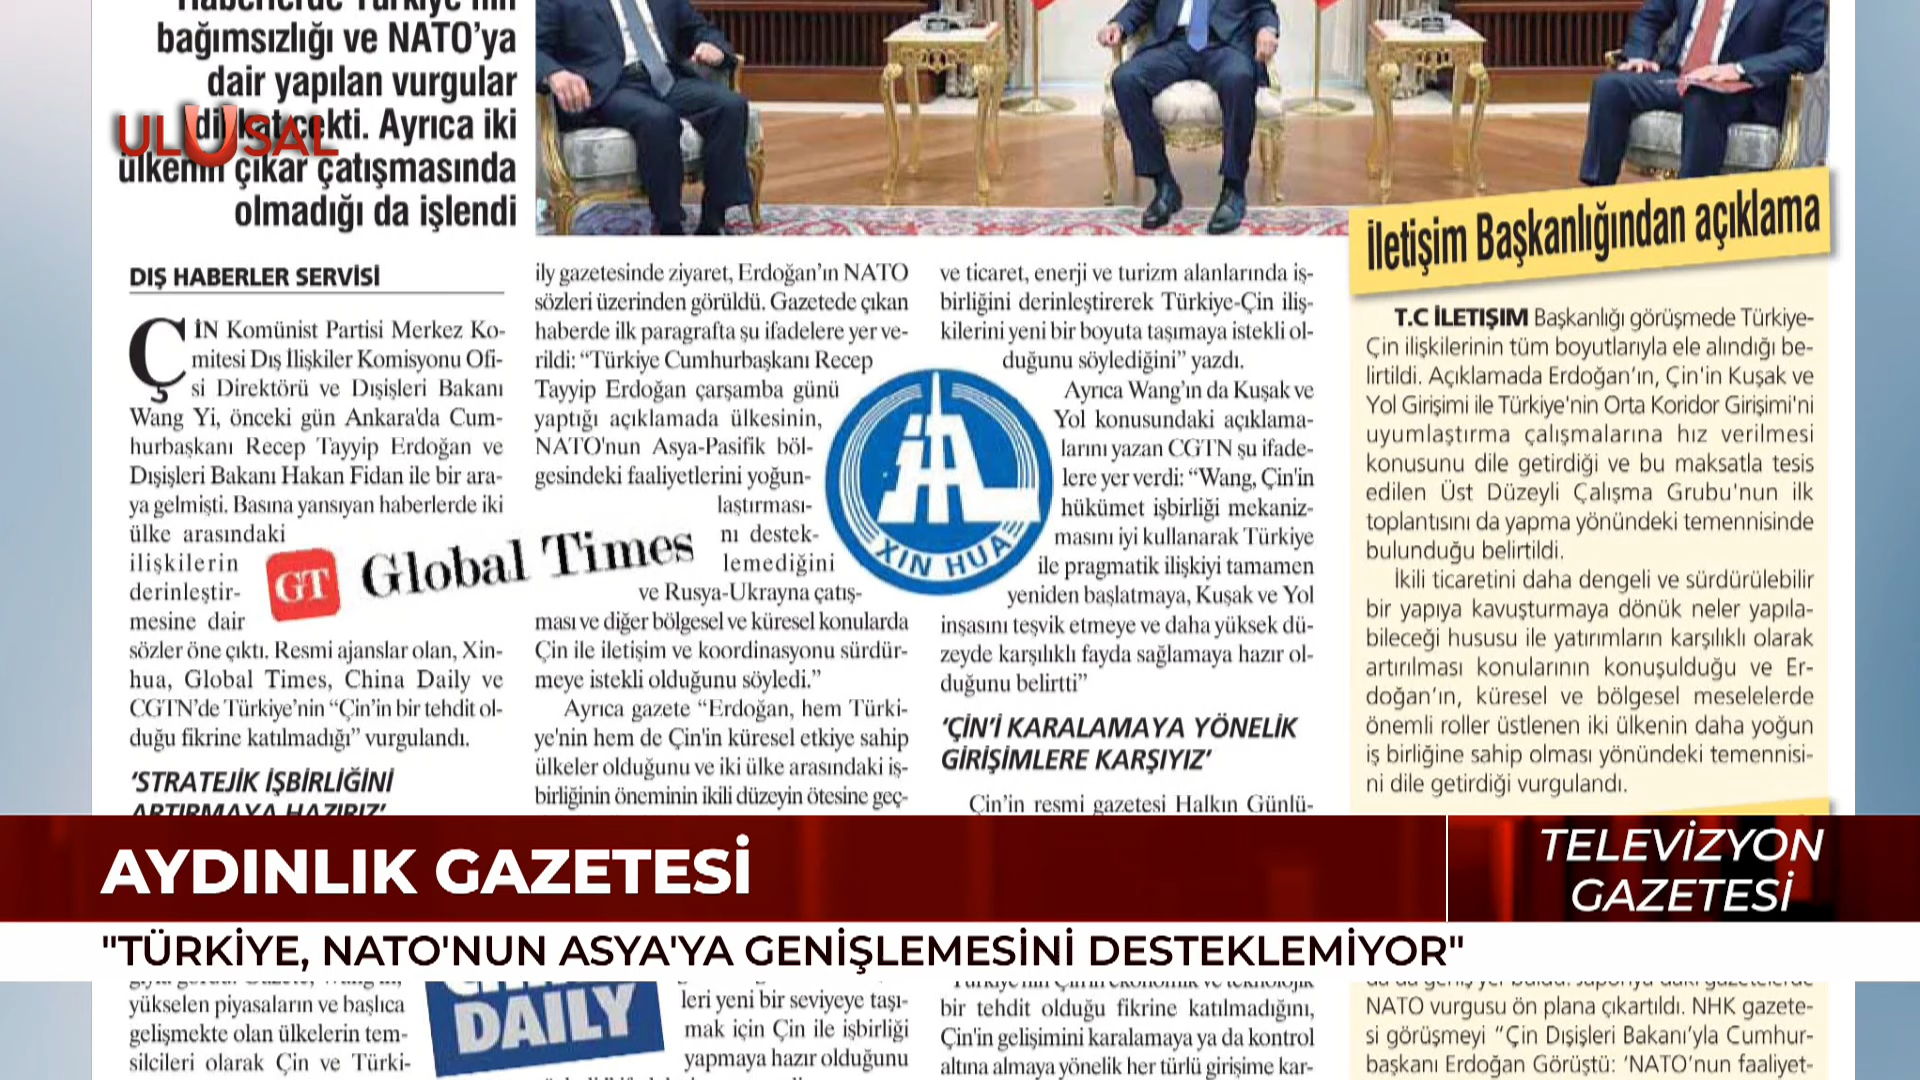 bağımsızlığı ve NATO’ya
dair yapılan vurgular
çekti. Ayrıca iki
ülkenin çıkar çatışmasında
olmadığı da işlendi
ULUSAL
DIŞ HABERLER SERVİSİ
ÇİN Komünist Partisi Merkez Ko-
mitesi Dış İlişkiler Komisyonu Ofi-
si Direktörü ve Dışişleri Bakanı
Wang Yi, önceki gün Ankara'da Cum-
hurbaşkanı Recep Tayyip Erdoğan ve
Dışişleri Bakanı Hakan Fidan ile bir ara-
ya gelmişti. Basına yansıyan haberlerde iki
ülke arasındaki
ilişkilerin
derinleştir-
mesine dair
sözler öne çıktı. Resmi ajanslar olan, Xin-
hua, Global Times, China Daily ve
CGTN’de Türkiye’nin “Çin’in bir tehdit ol-
duğu fikrine katılmadığı” vurgulandı.
‘STRATEJİK İŞBİRLİĞİNİ
ARTIRMAYA HAZIRIZ’
GT Global Times
yükselen piyasaların ve başlıca
gelişmekte olan ülkelerin tem-
silcileri olarak Çin ve Türki-
ily gazetesinde ziyaret, Erdoğan’ın NATO
sözleri üzerinden görüldü. Gazetede çıkan
haberde ilk paragrafta şu ifadelere yer ve-
rildi: “Türkiye Cumhurbaşkanı Recep
Tayyip Erdoğan çarşamba günü
yaptığı açıklamada ülkesinin,
NATO'nun Asya-Pasifik böl-
gesindeki faaliyetlerini yoğun-
laştırması-
nı destek-
lemediğini
ve Rusya-Ukrayna çatış-
ması ve diğer bölgesel ve küresel konularda
Çin ile iletişim ve koordinasyonu sürdür-
meye istekli olduğunu söyledi.”
Ayrıca gazete “Erdoğan, hem Türki-
ye'nin hem de Çin'in küresel etkiye sahip
ülkeler olduğunu ve iki ülke arasındaki iş-
birliğinin öneminin ikili düzeyin ötesine geç-
DAILY
leri yeni bir seviyeye taşı-
mak için Çin ile işbirliği
yapmaya hazır olduğunu
XIN HUA
ve ticaret, enerji ve turizm alanlarında iş-
birliğini derinleştirerek Türkiye-Çin iliş-
kilerini yeni bir boyuta taşımaya istekli ol-
duğunu söylediğini” yazdı.
Ayrıca Wang’ın da Kuşak ve
Yol konusundaki açıklama-
larını yazan CGTN şu ifade-
lere yer verdi: “Wang, Çin'in
hükümet işbirliği mekaniz-
masını iyi kullanarak Türkiye
ile pragmatik ilişkiyi tamamen
yeniden başlatmaya, Kuşak ve Yol
inşasını teşvik etmeye ve daha yüksek dü-
zeyde karşılıklı fayda sağlamaya hazır ol-
duğunu belirtti”
‘ÇİN’İ KARALAMAYA YÖNELİK
GİRİŞİMLERE KARŞIYIZ’
Çin’in resmi gazetesi Halkın Günlü-
Türkiye'nin Çin'in ekonomik ve teknolojik
bir tehdit olduğu fikrine katılmadığını,
Çin'in gelişimini karalamaya ya da kontrol
altına almaya yönelik her türlü girişime kar-
İletişim Başkanlığından açıklama
T.C İLETIŞIM Başkanlığı görüşmede Türkiye-
Çin ilişkilerinin tüm boyutlarıyla ele alındığı be-
lirtildi. Açıklamada Erdoğan’ın, Çin'in Kuşak ve
Yol Girişimi ile Türkiye'nin Orta Koridor Girişimi'ni
uyumlaştırma çalışmalarına hız verilmesi
konusunu dile getirdiği ve bu maksatla tesis
edilen Üst Düzeyli Çalışma Grubu'nun ilk
toplantısını da yapma yönündeki temennisinde
bulunduğu belirtildi.
İkili ticaretini daha dengeli ve sürdürülebilir
bir yapıya kavuşturmaya dönük neler yapıla-
bileceği hususu ile yatırımların karşılıklı olarak
artırılması konularının konuşulduğu ve Er-
doğan’ın, küresel ve bölgesel meselelerde
önemli roller üstlenen iki ülkenin daha yoğun
iş birliğine sahip olması yönündeki temennisi-
ni dile getirdiği vurgulandı.
NATO vurgusu ön plana çıkartıldı. NHK gazete-
si görüşmeyi “Çin Dışişleri Bakanı’yla Cumhur-
başkanı Erdoğan Görüştü: ‘NATO’nun faaliyet-
AYDINLIK GAZETESİ
TELEVİZYON
GAZETESİ
"TÜRKİYE, NATO'NUN ASYA'YA GENİŞLEMESİNİ DESTEKLEMİYOR"